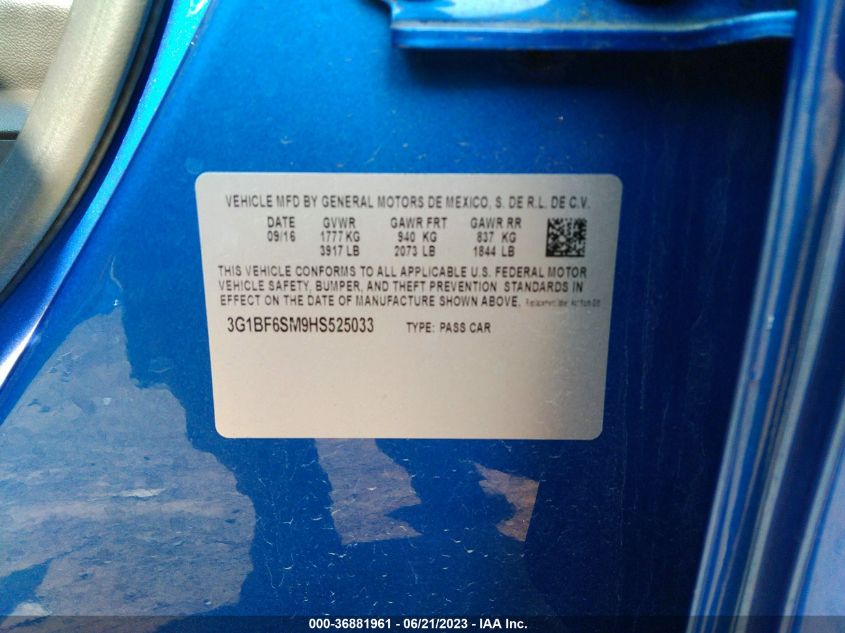 VEHICLE MFD BY GENERAL MOTORS DE MEXICO, S. DE R.L. DE C.V.
DATE GVWR GAWR FRT GAWR RR
09/16 1777 KG 940 KG 837 KG
3917 LB 2073 LB 1844 LB
THIS VEHICLE CONFORMS TO ALL APPLICABLE U.S. FEDERAL MOTOR
VEHICLE SAFETY, BUMPER, AND THEFT PREVENTION STANDARDS IN
EFFECT ON THE DATE OF MANUFACTURE SHOWN ABOVE. Replacement label
3G1BF6SM9HS525033 TYPE: PASS CAR
000-36881961 - 06/21/2023 - IAA Inc.